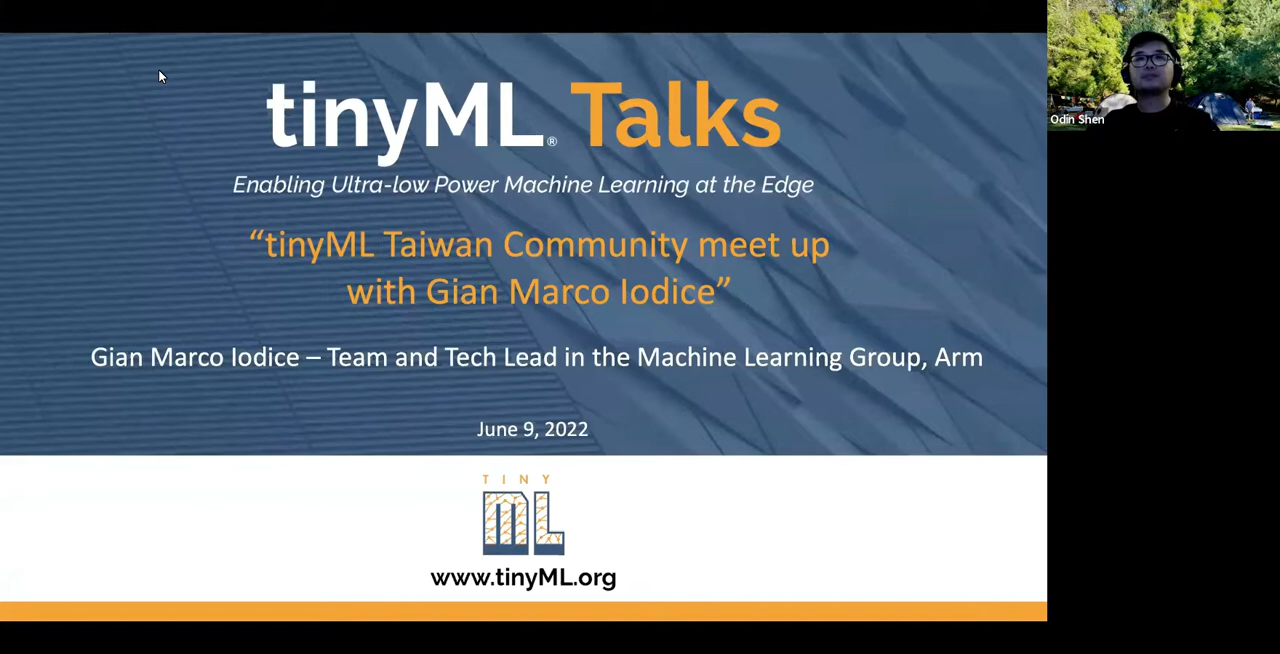 tinyML® Talks
Enabling Ultra-low Power Machine Learning at the Edge
“tinyML Taiwan Community meet up
with Gian Marco Iodice”
Gian Marco Iodice – Team and Tech Lead in the Machine Learning Group, Arm
June 9, 2022
TINY
ML
www.tinyML.org
Odin Shen